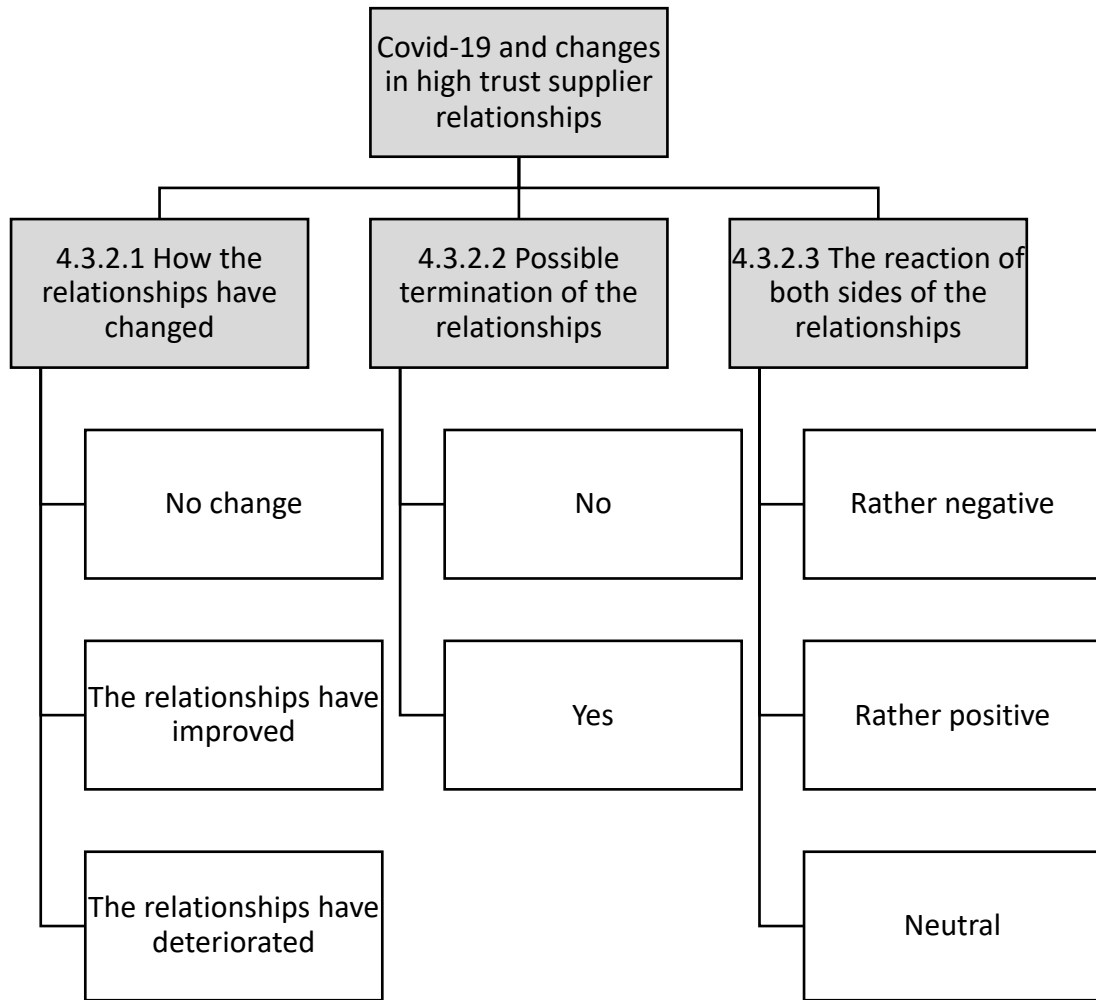 Covid-19 and changes
in high trust supplier
relationships
4.3.2.1 How the
relationships have
changed
4.3.2.2 Possible
termination of the
relationships
4.3.2.3 The reaction of
both sides of the
relationships
No change
The relationships have
improved
The relationships have
deteriorated
No
Yes
Rather negative
Rather positive
Neutral